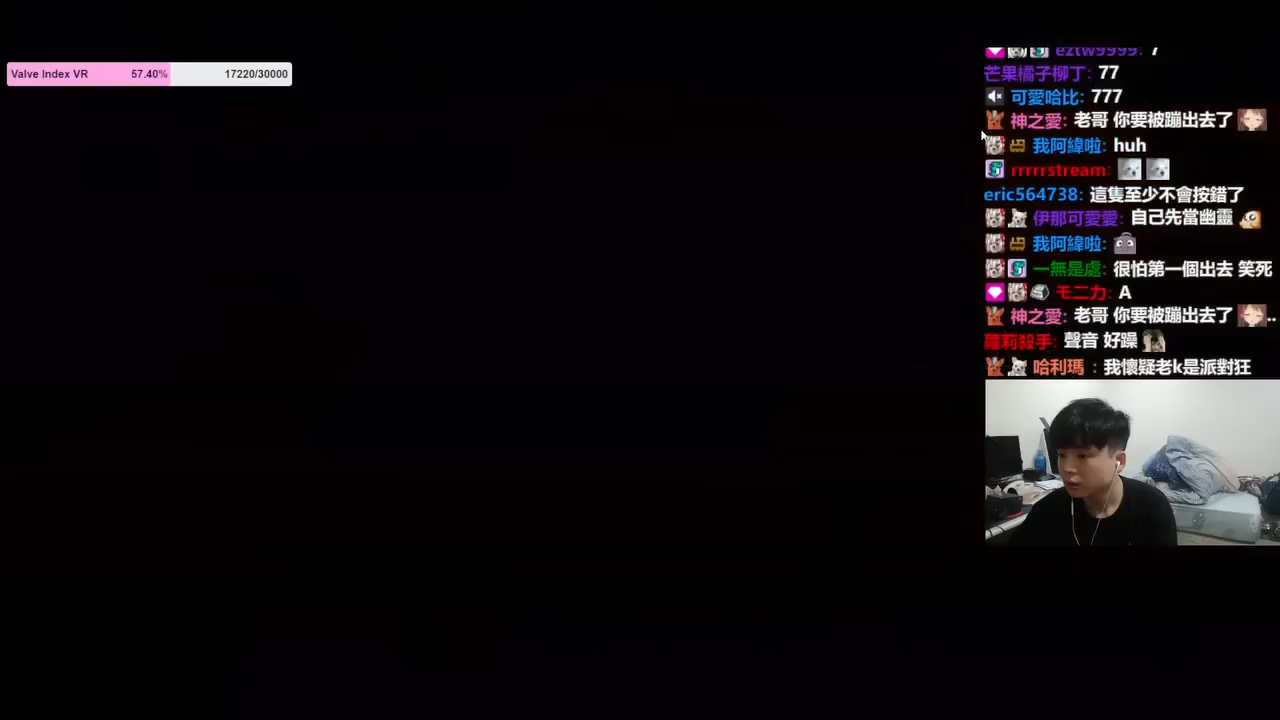 Valve Index VR 57.40% 17220/30000
eztw9999: 7
芒果橘子柳丁: 77
可愛哈比: 777
神之愛: 老哥 你要被蹦出去了
我阿緯啦: huh
rrrrrstream:
eric564738: 這隻至少不會按錯了
伊那可愛愛: 自己先當幽靈
我阿緯啦:
一無是處: 很怕第一個出去 笑死
モニカ: A
神之愛: 老哥 你要被蹦出去了 ..
蘿莉殺手: 聲音 好躁
哈利瑪 : 我懷疑老k是派對狂